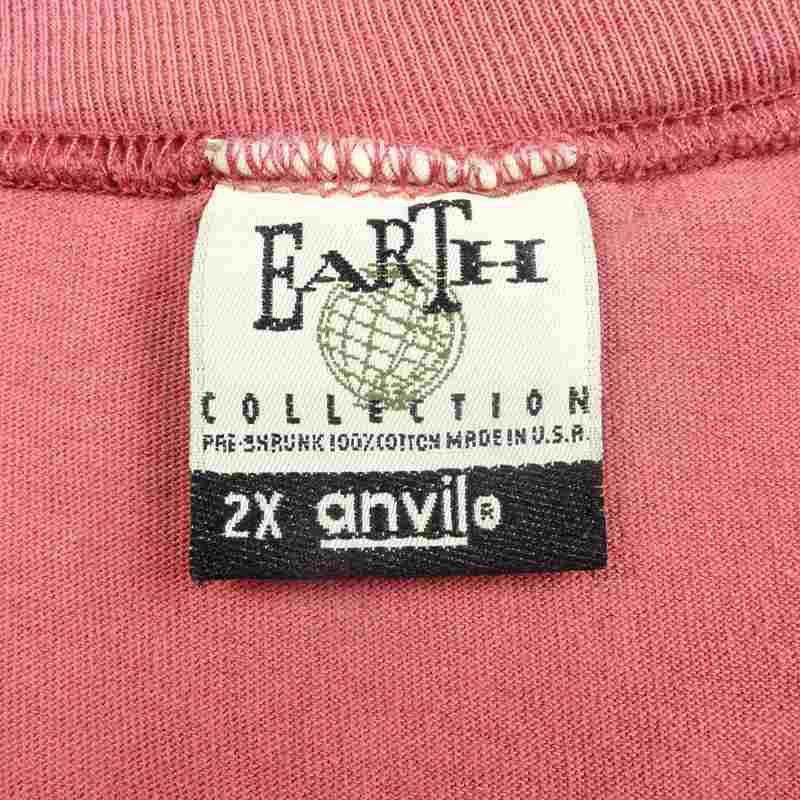 EARTH
COLLECTION
PRE-SHRUNK 100% COTTON MADE IN U.S.A.
2X anvil®